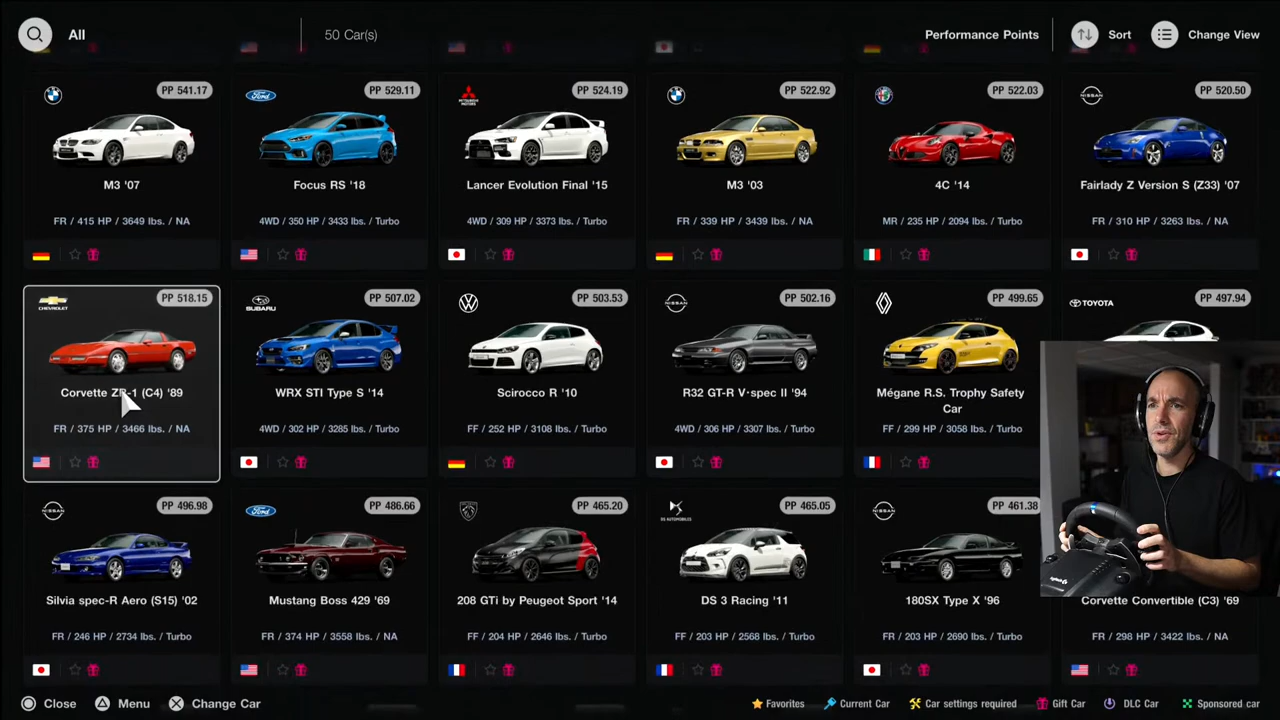 All
50 Car(s)
Performance Points
Sort
Change View
PP 541.17
M3 '07
FR / 415 HP / 3649 lbs. / NA
Ford
PP 529.11
Focus RS '18
4WD / 350 HP / 3433 lbs. / Turbo
MITSUBISHI MOTORS
PP 524.19
Lancer Evolution Final '15
4WD / 309 HP / 3373 lbs. / Turbo
PP 522.92
M3 '03
FR / 339 HP / 3439 lbs. / NA
PP 522.03
4C '14
MR / 235 HP / 2094 lbs. / Turbo
NISSAN
PP 520.50
Fairlady Z Version S (Z33) '07
FR / 310 HP / 3263 lbs. / NA
CHEVROLET
PP 518.15
Corvette ZR-1 (C4) '89
FR / 375 HP / 3466 lbs. / NA
SUBARU
PP 507.02
WRX STI Type S '14
4WD / 302 HP / 3285 lbs. / Turbo
PP 503.53
Scirocco R '10
FF / 252 HP / 3108 lbs. / Turbo
NISSAN
PP 502.16
R32 GT-R V·spec II '94
4WD / 306 HP / 3307 lbs. / Turbo
PP 499.65
Mégane R.S. Trophy Safety
Car
FF / 299 HP / 3058 lbs. / Turbo
TOYOTA
PP 497.94
NISSAN
PP 496.98
Silvia spec-R Aero (S15) '02
FR / 246 HP / 2734 lbs. / Turbo
Ford
PP 486.66
Mustang Boss 429 '69
FR / 374 HP / 3558 lbs. / NA
PP 465.20
208 GTi by Peugeot Sport '14
FF / 204 HP / 2646 lbs. / Turbo
DS AUTOMOBILES
PP 465.05
DS 3 Racing '11
FF / 203 HP / 2568 lbs. / Turbo
NISSAN
PP 461.38
180SX Type X '96
FR / 203 HP / 2690 lbs. / Turbo
Corvette Convertible (C3) '69
FR / 298 HP / 3422 lbs. / NA
Close
Menu
Change Car
Favorites
Current Car
Car settings required
Gift Car
DLC Car
Sponsored car